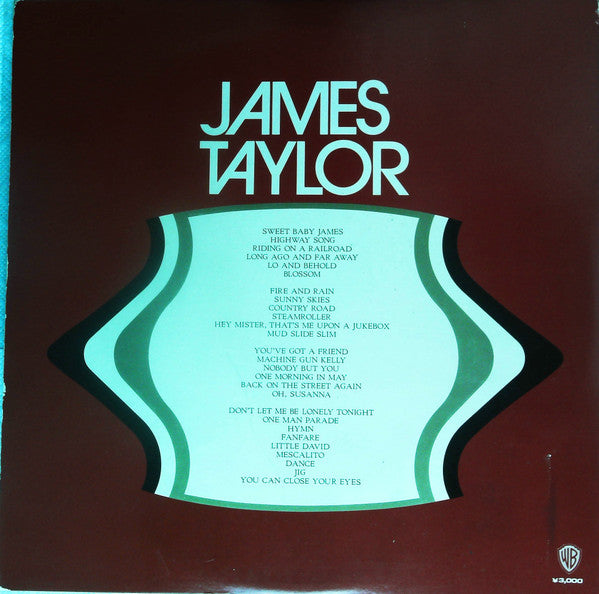 JAMES
TAYLOR
SWEET BABY JAMES
HIGHWAY SONG
RIDING ON A RAILROAD
LONG AGO AND FAR AWAY
LO AND BEHOLD
BLOSSOM
FIRE AND RAIN
SUNNY SKIES
COUNTRY ROAD
STEAMROLLER
HEY MISTER, THAT'S ME UPON A JUKEBOX
MUD SLIDE SLIM
YOU'VE GOT A FRIEND
MACHINE GUN KELLY
NOBODY BUT YOU
ONE MORNING IN MAY
BACK ON THE STREET AGAIN
OH, SUSANNA
DON'T LET ME BE LONELY TONIGHT
ONE MAN PARADE
HYMN
FANFARE
LITTLE DAVID
MESCALITO
DANCE
JIG
YOU CAN CLOSE YOUR EYES
WB
¥3,000